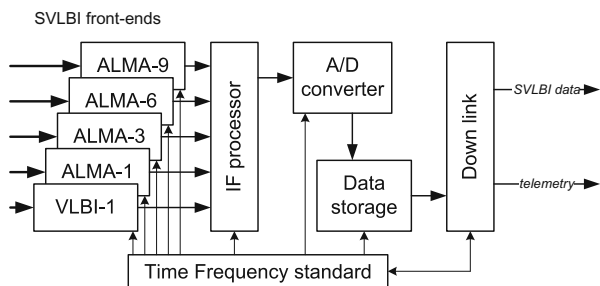 SVLBI front-ends
ALMA-9
ALMA-6
ALMA-3
ALMA-1
VLBI-1
IF processor
A/D
converter
Data
storage
Down link
SVLBI data
telemetry
Time Frequency standard